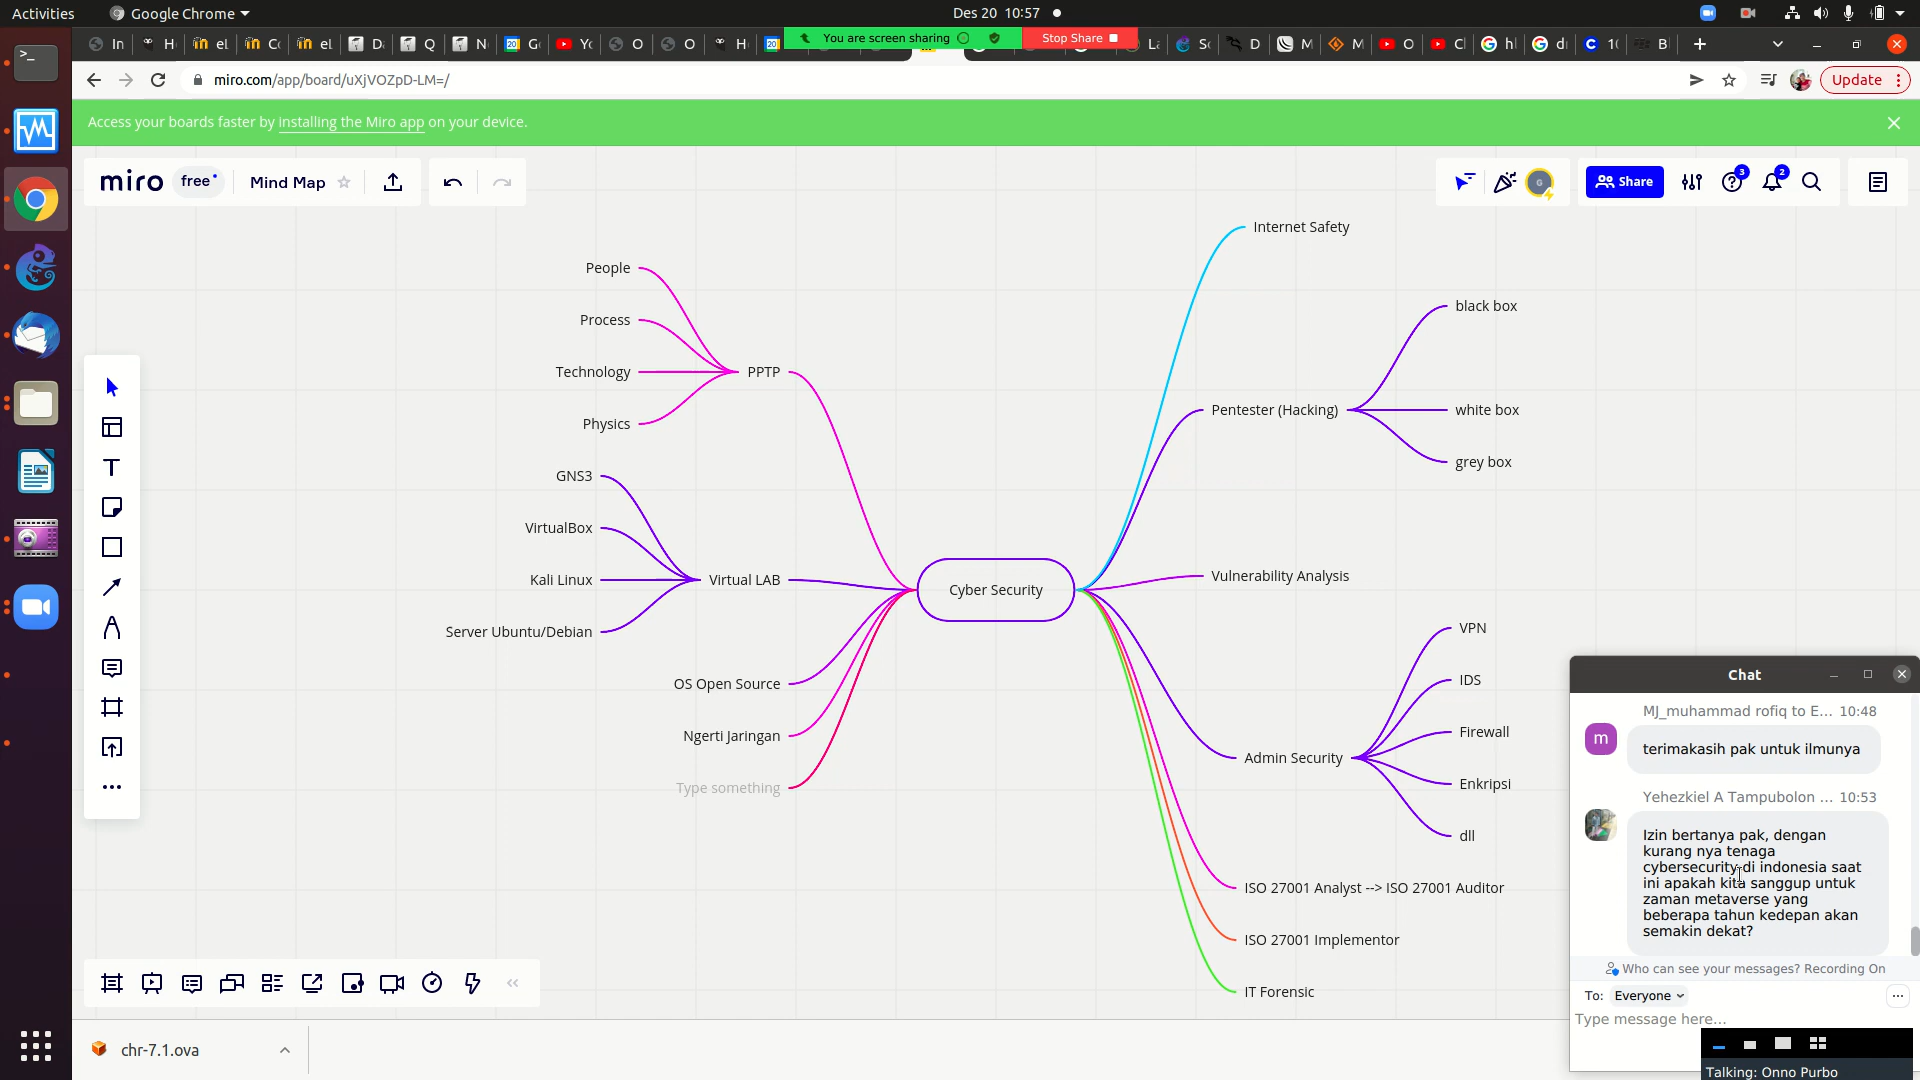 Activities
Google Chrome
Des 20 10:57
You are screen sharing
Stop Share
Update
miro.com/app/board/uXjVOZpD-LM=/
Access your boards faster by installing the Miro app on your device.
miro
free
Mind Map
Share
3
2
Internet Safety
People
Process
Technology
Physics
PPTP
black box
white box
grey box
Pentester (Hacking)
GNS3
VirtualBox
Kali Linux
Server Ubuntu/Debian
Virtual LAB
Cyber Security
Vulnerability Analysis
OS Open Source
Ngerti Jaringan
Type something
VPN
IDS
Firewall
Enkripsi
dll
Admin Security
ISO 27001 Analyst --> ISO 27001 Auditor
ISO 27001 Implementor
IT Forensic
Chat
MJ_muhammad rofiq to E... 10:48
m
terimakasih pak untuk ilmunya
Yehezkiel A Tampubolon ... 10:53
Izin bertanya pak, dengan
kurang nya tenaga
cybersecurity di indonesia saat
ini apakah kita sanggup untuk
zaman metaverse yang
beberapa tahun kedepan akan
semakin dekat?
Who can see your messages? Recording On
To: Everyone
Type message here...
chr-7.1.ova
Talking: Onno Purbo